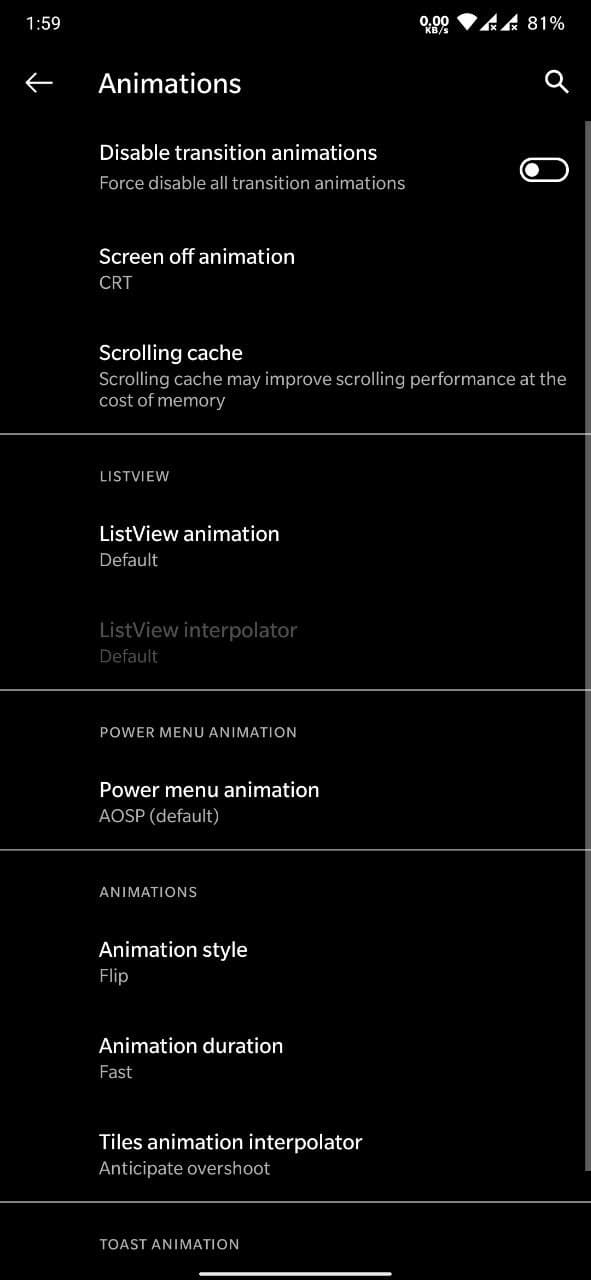 1:59 0.00 KB/s 81%
Animations
Disable transition animations
Force disable all transition animations
Screen off animation
CRT
Scrolling cache
Scrolling cache may improve scrolling performance at the
cost of memory
LISTVIEW
ListView animation
Default
ListView interpolator
Default
POWER MENU ANIMATION
Power menu animation
AOSP (default)
ANIMATIONS
Animation style
Flip
Animation duration
Fast
Tiles animation interpolator
Anticipate overshoot
TOAST ANIMATION